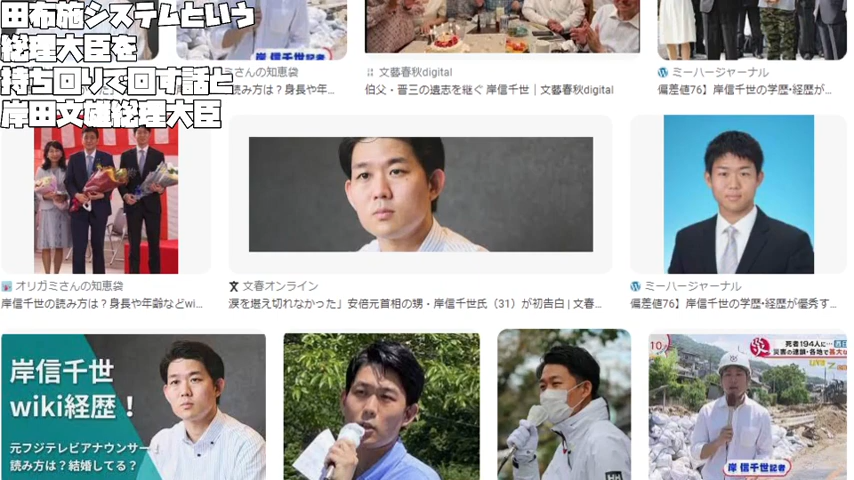 田布施システムという
総理大臣を
持ち回りで回す話と
岸田文雄総理大臣
岸 信千世記者
さんの知恵袋
読み方は？身長や年...
文藝春秋digital
伯父・晋三の遺志を継ぐ 岸信千世｜文藝春秋digital
ミーハージャーナル
偏差値76】岸信千世の学歴・経歴が...
オリガミさんの知恵袋
岸信千世の読み方は？身長や年齢などwi...
文春オンライン
涙を堪え切れなかった」安倍元首相の甥・岸信千世氏（31）が初告白 | 文春...
ミーハージャーナル
偏差値76】岸信千世の学歴・経歴が優秀す...
岸信千世
wiki経歴！
元フジテレビアナウンサー！
読み方は？結婚してる？
HH
10
災
死者194人に…
災害の連鎖・各地で
LIVE
岸 信千世記者